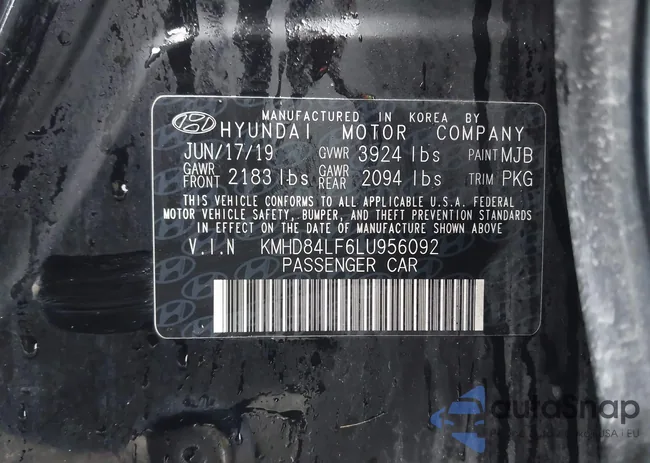 MANUFACTURED IN KOREA BY
HYUNDAI MOTOR COMPANY
JUN/17/19 GVWR 3924 lbs PAINT MJB
GAWR FRONT 2183 lbs GAWR REAR 2094 lbs TRIM PKG
THIS VEHICLE CONFORMS TO ALL APPLICABLE U.S.A. FEDERAL
MOTOR VEHICLE SAFETY, BUMPER, AND THEFT PREVENTION STANDARDS
IN EFFECT ON THE DATE OF MANUFACTURE SHOWN ABOVE
V.I.N KMHD84LF6LU956092
PASSENGER CAR
autoSnap